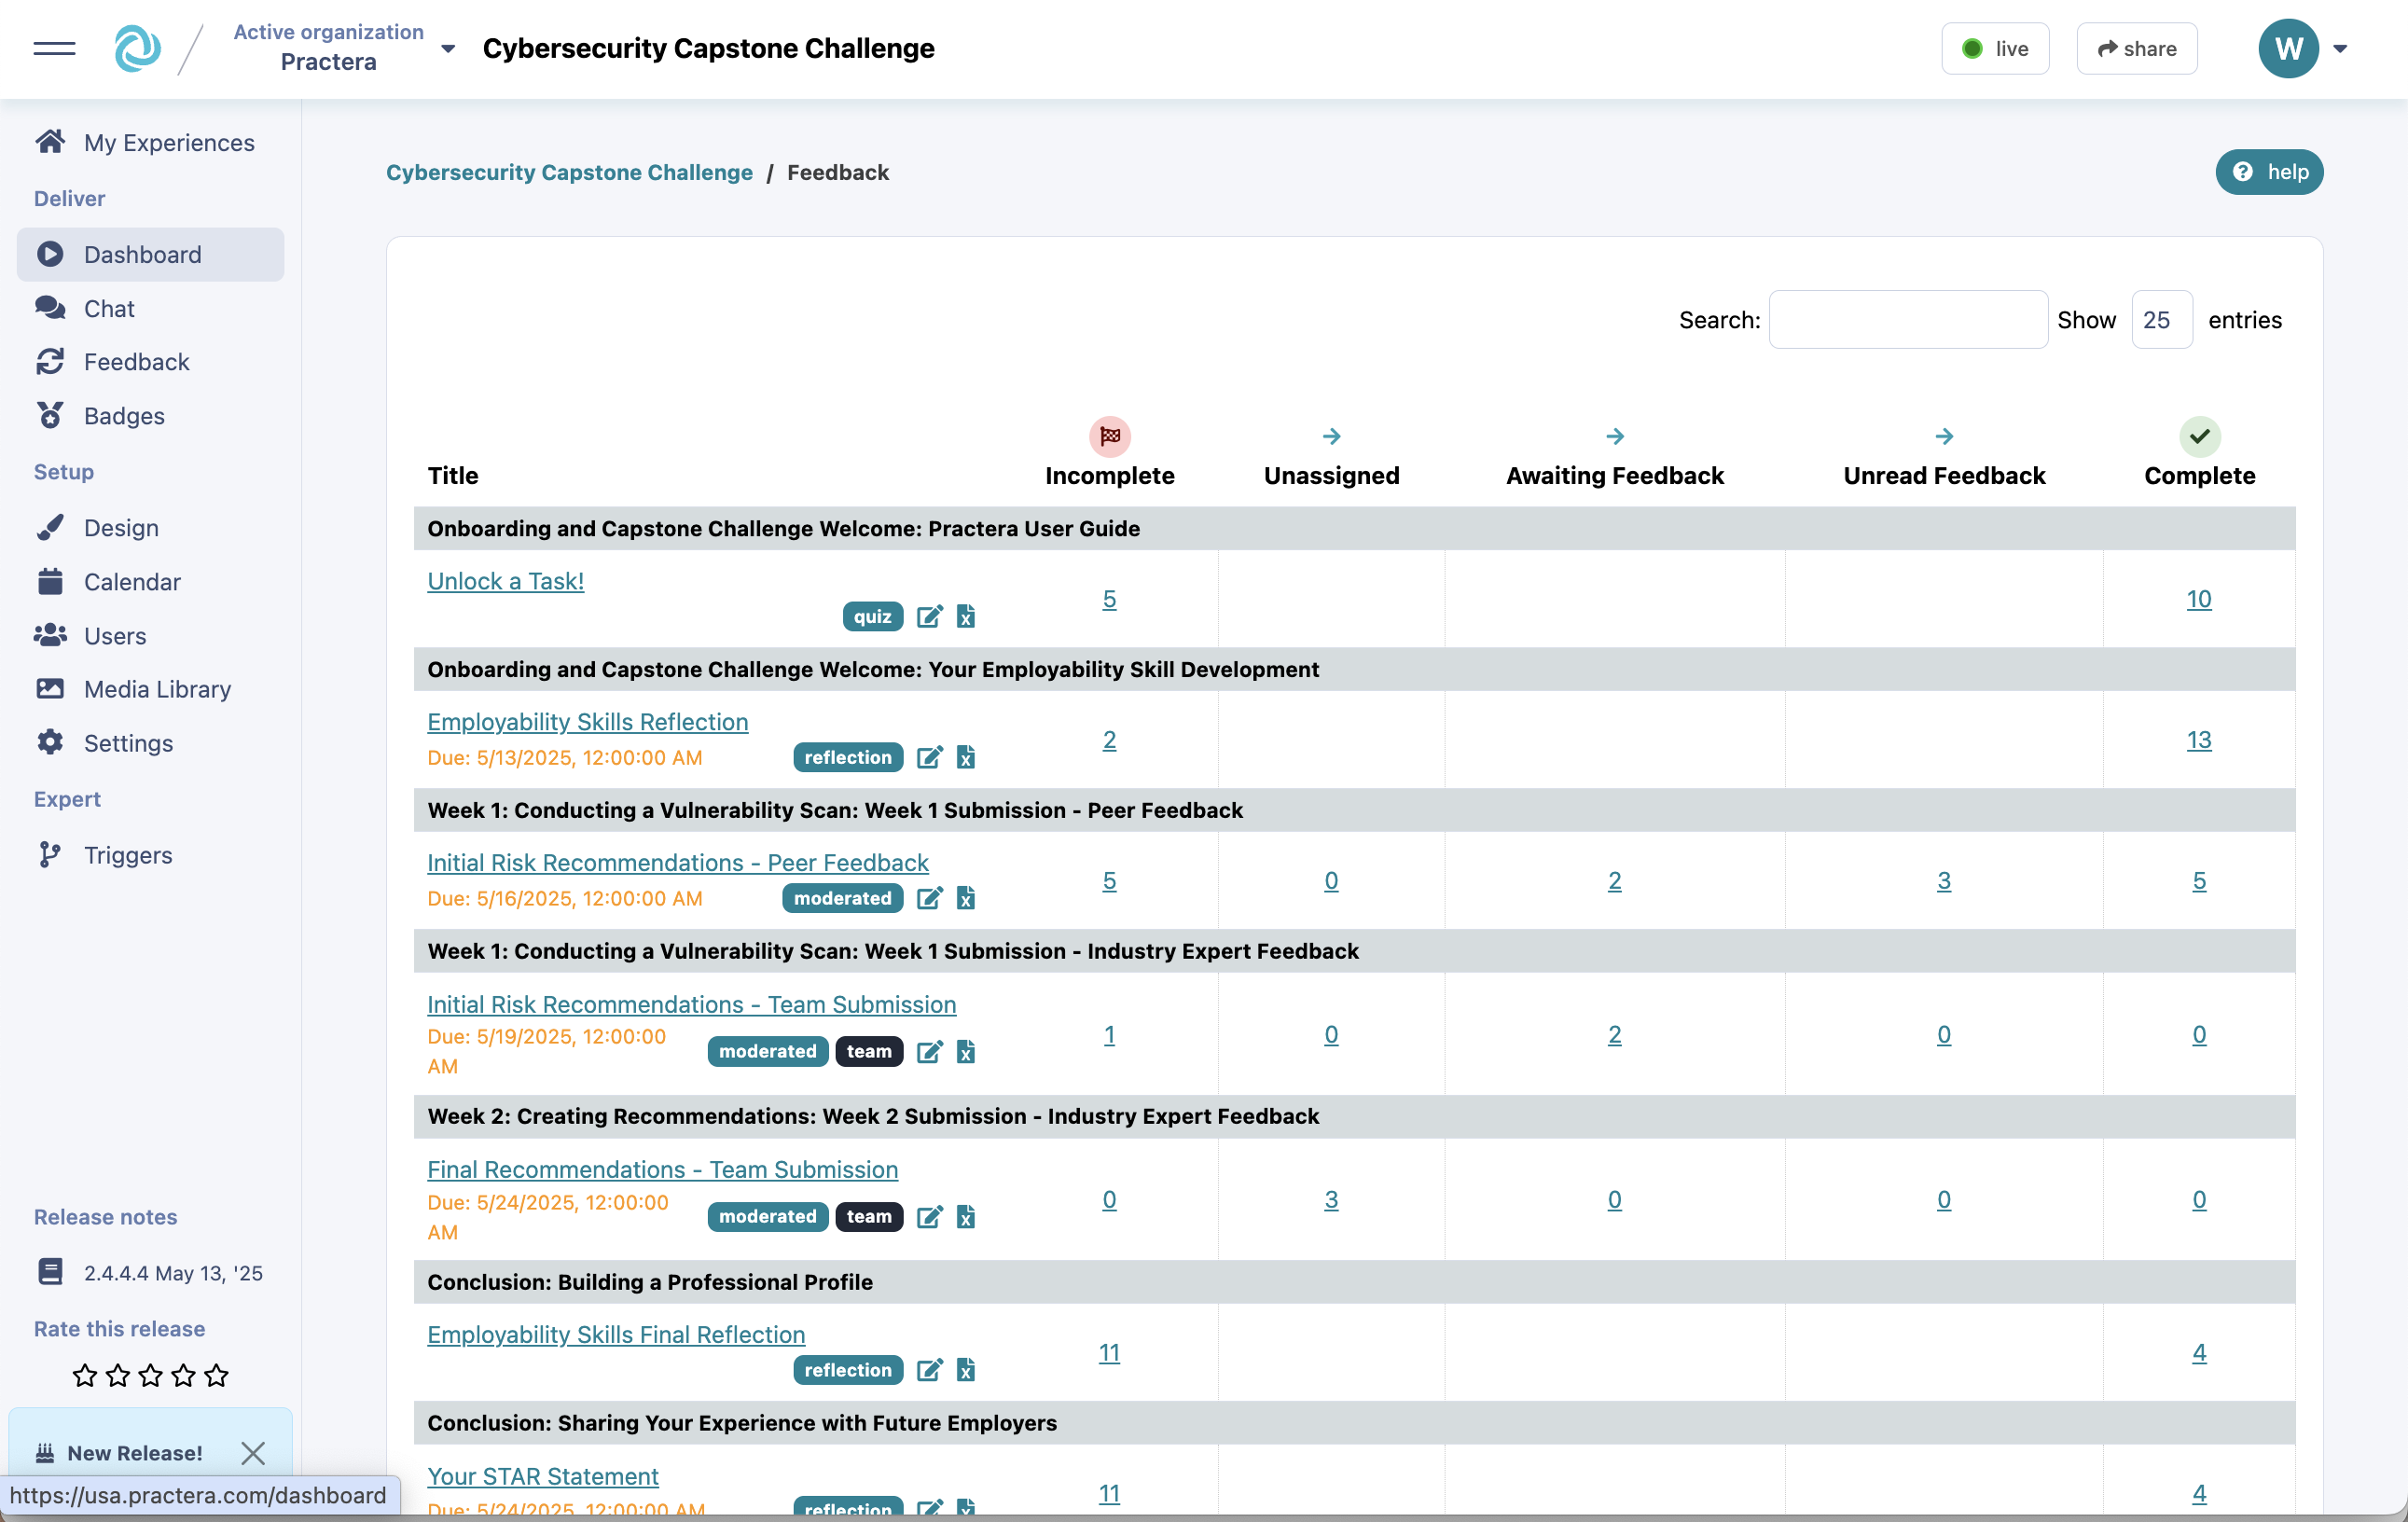 Active organization
Practera
Cybersecurity Capstone Challenge
live
share
W
My Experiences
Deliver
Dashboard
Chat
Feedback
Badges
Setup
Design
Calendar
Users
Media Library
Settings
Expert
Triggers
Release notes
2.4.4.4 May 13, '25
Rate this release
New Release!
https://usa.practera.com/dashboard
Cybersecurity Capstone Challenge / Feedback
help
Search: Show 25 entries
Title Incomplete Unassigned Awaiting Feedback Unread Feedback Complete
Onboarding and Capstone Challenge Welcome: Practera User Guide
Unlock a Task!
quiz
5 10
Onboarding and Capstone Challenge Welcome: Your Employability Skill Development
Employability Skills Reflection
Due: 5/13/2025, 12:00:00 AM reflection
2 13
Week 1: Conducting a Vulnerability Scan: Week 1 Submission - Peer Feedback
Initial Risk Recommendations - Peer Feedback
Due: 5/16/2025, 12:00:00 AM moderated
5 0 2 3 5
Week 1: Conducting a Vulnerability Scan: Week 1 Submission - Industry Expert Feedback
Initial Risk Recommendations - Team Submission
Due: 5/19/2025, 12:00:00
AM
moderated team
1 0 2 0 0
Week 2: Creating Recommendations: Week 2 Submission - Industry Expert Feedback
Final Recommendations - Team Submission
Due: 5/24/2025, 12:00:00
AM
moderated team
0 3 0 0 0
Conclusion: Building a Professional Profile
Employability Skills Final Reflection
reflection
11 4
Conclusion: Sharing Your Experience with Future Employers
Your STAR Statement
Due: 5/24/2025, 12:00:00 AM reflection
11 4